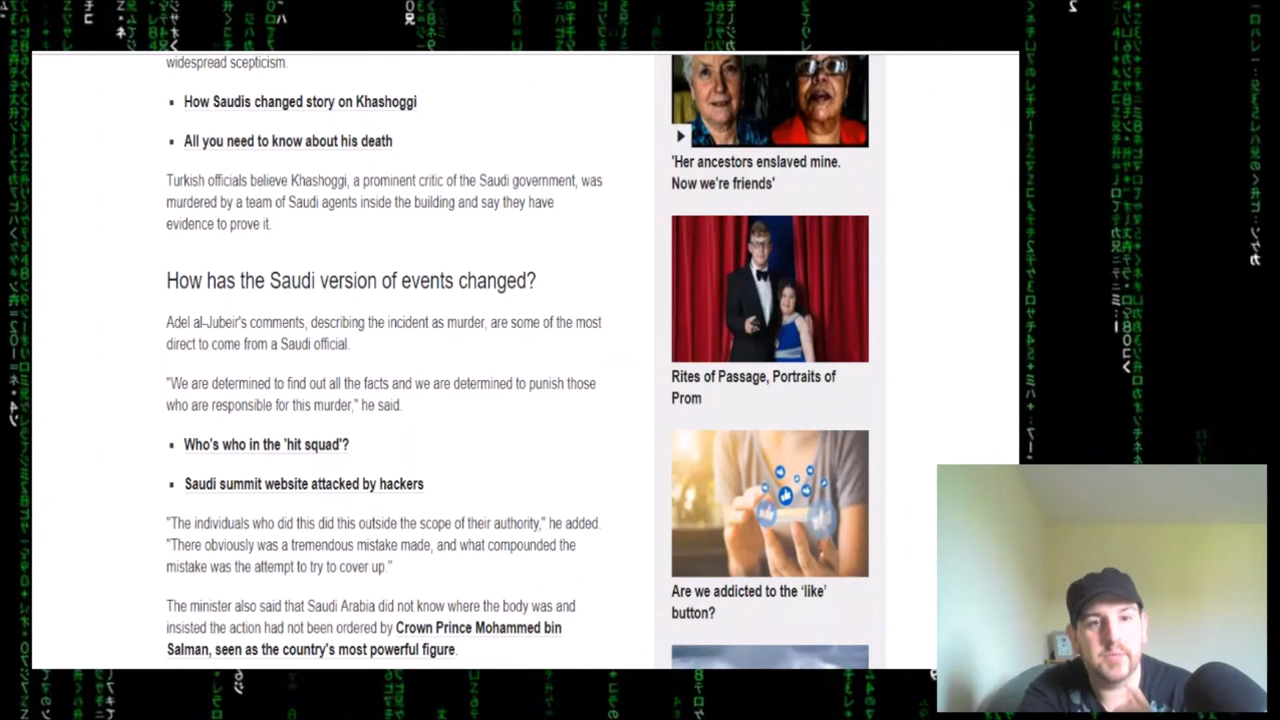 widespread scepticism.
How Saudis changed story on Khashoggi
All you need to know about his death
Turkish officials believe Khashoggi, a prominent critic of the Saudi government, was
murdered by a team of Saudi agents inside the building and say they have
evidence to prove it.
How has the Saudi version of events changed?
Adel al-Jubeir's comments, describing the incident as murder, are some of the most
direct to come from a Saudi official.
"We are determined to find out all the facts and we are determined to punish those
who are responsible for this murder," he said.
Who's who in the 'hit squad'?
Saudi summit website attacked by hackers
"The individuals who did this did this outside the scope of their authority," he added.
"There obviously was a tremendous mistake made, and what compounded the
mistake was the attempt to try to cover up."
The minister also said that Saudi Arabia did not know where the body was and
insisted the action had not been ordered by Crown Prince Mohammed bin
Salman, seen as the country's most powerful figure.
'Her ancestors enslaved mine.
Now we're friends'
Rites of Passage, Portraits of
Prom
Are we addicted to the ‘like’
button?